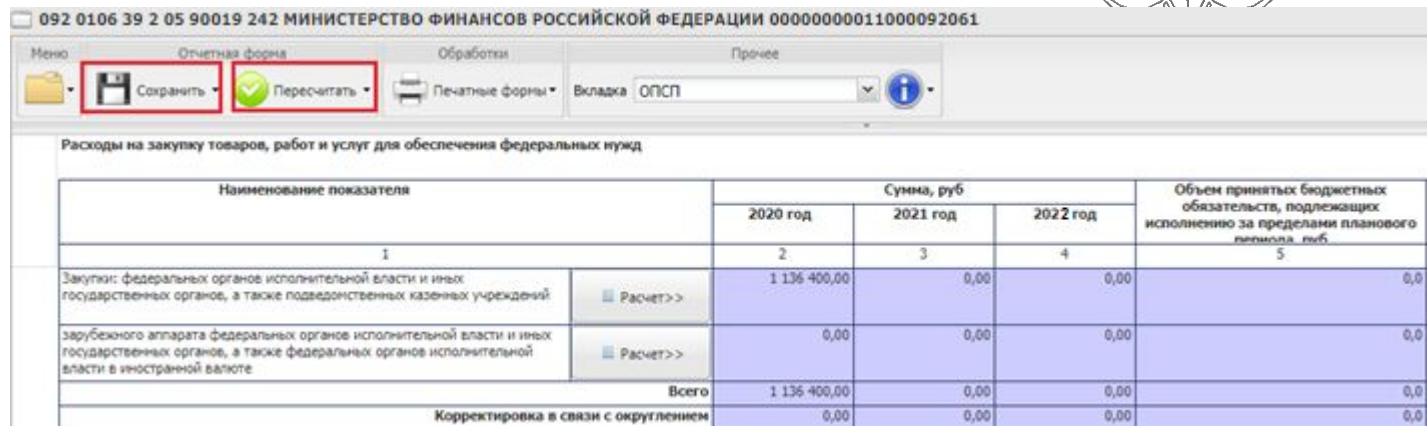 092 0106 39 2 05 90019 242 МИНИСТЕРСТВО ФИНАНСОВ РОССИЙСКОЙ ФЕДЕРАЦИИ 00000000011000092061
Меню Отчетная форма Обработки Прочее
Сохранить Пересчитать Печатные формы Вкладка ОПСП
Расходы на закупку товаров, работ и услуг для обеспечения федеральных нужд
Наименование показателя Сумма, руб Объем принятых бюджетных
обязательств, подлежащих
исполнению за пределами планового
периода, руб
2020 год 2021 год 2022 год
1 2 3 4 5
Закупки: федеральных органов исполнительной власти и иных
государственных органов, а также подведомственных казенных учреждений
Расчет>> 1 136 400,00 0,00 0,00 0,0
зарубежного аппарата федеральных органов исполнительной власти и иных
государственных органов, а также федеральных органов исполнительной
власти в иностранной валюте
Расчет>> 0,00 0,00 0,00 0,0
Всего 1 136 400,00 0,00 0,00 0,0
Корректировка в связи с округлением 0,00 0,00 0,00 0,0